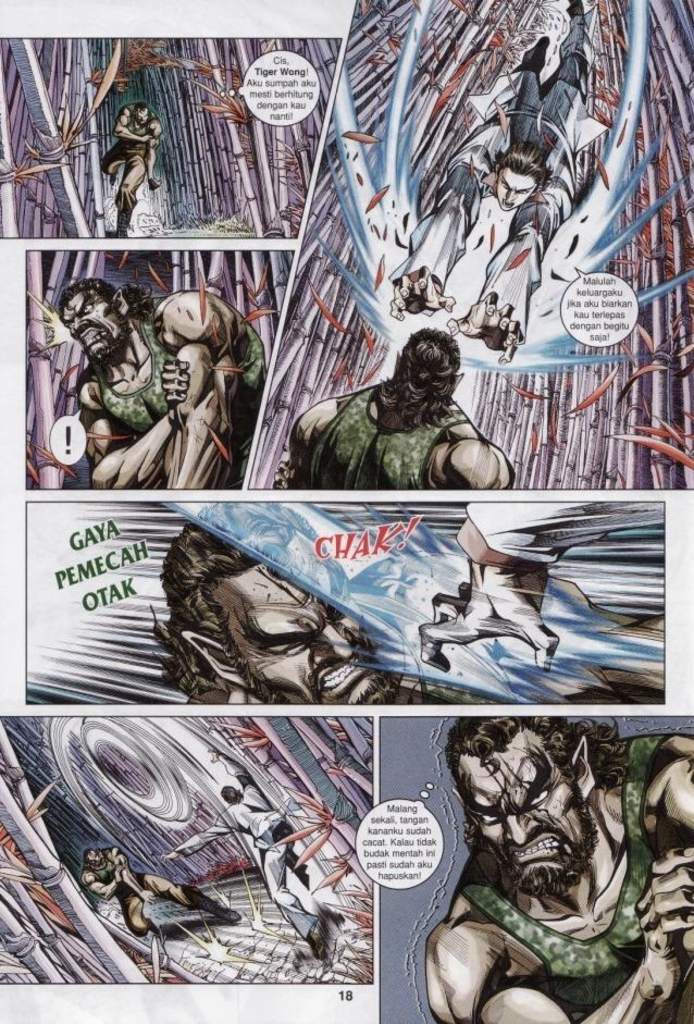 Cis,
Tiger Wong!
Aku sumpah aku
mesti berhitung
dengan kau
nanti!
Malulah
keluargaku
jika aku biarkan
kau terlepas
dengan begitu
saja!
!
GAYA
PEMECAH
OTAK
CHAK!
Malang
sekali, tangan
kananku sudah
cacat. Kalau tidak
budak mentah ini
pasti sudah aku
hapuskan!
18